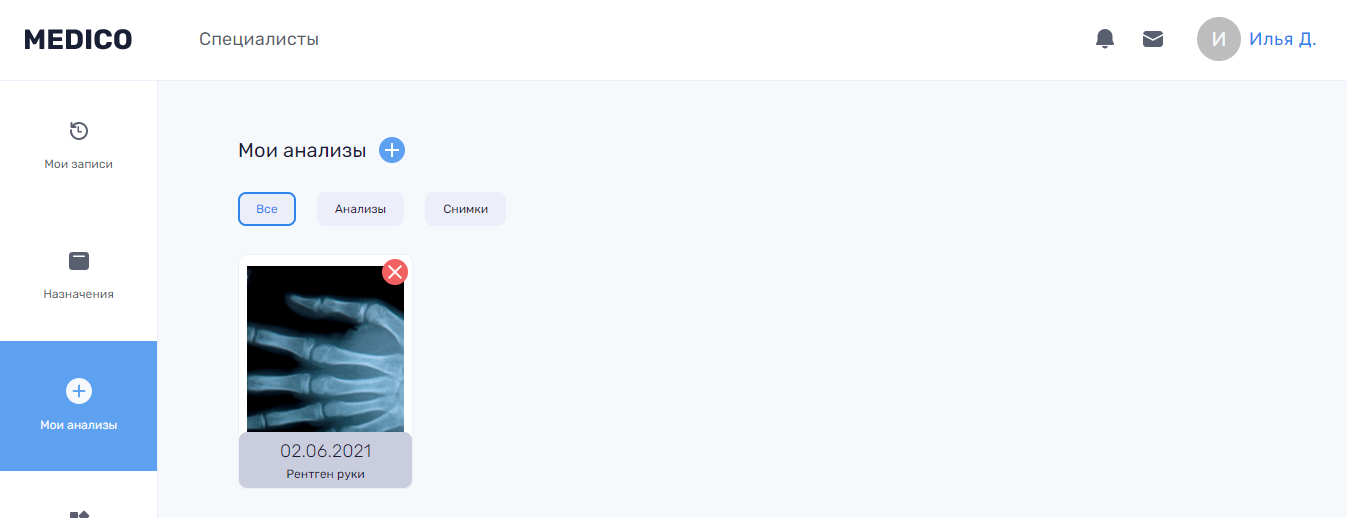 MEDICO
Специалисты
И
Илья Д.
Мои записи
Назначения
Мои анализы
Мои анализы
Все
Анализы
Снимки
02.06.2021
Рентген руки